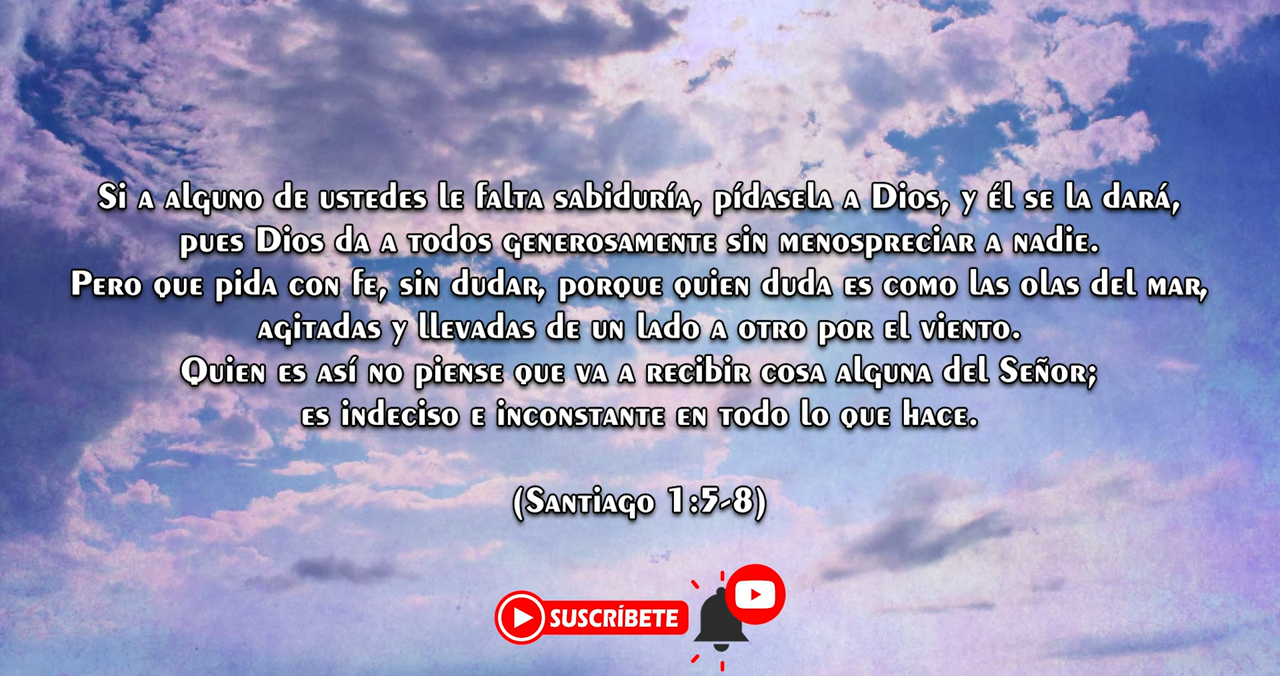 Si a alguno de ustedes le falta sabiduría, pídasela a Dios, y él se la dará,
pues Dios da a todos generosamente sin menospreciar a nadie.
Pero que pida con fe, sin dudar, porque quien duda es como las olas del mar,
agitadas y llevadas de un lado a otro por el viento.
Quien es así no piense que va a recibir cosa alguna del Señor;
es indeciso e inconstante en todo lo que hace.
(Santiago 1:5-8)
SUSCRÍBETE